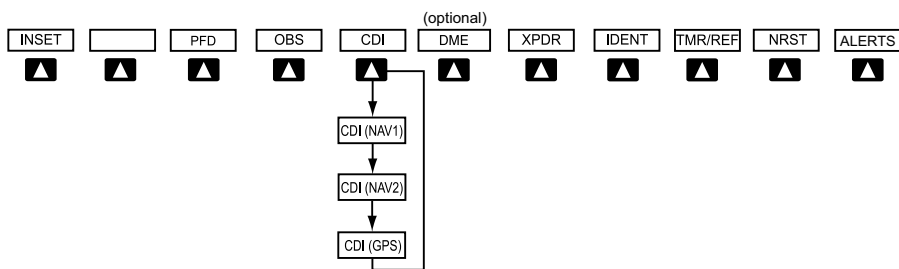 (optional)
INSET PFD OBS CDI DME XPDR IDENT TMR/REF NRST ALERTS
CDI (NAV1)
CDI (NAV2)
CDI (GPS)